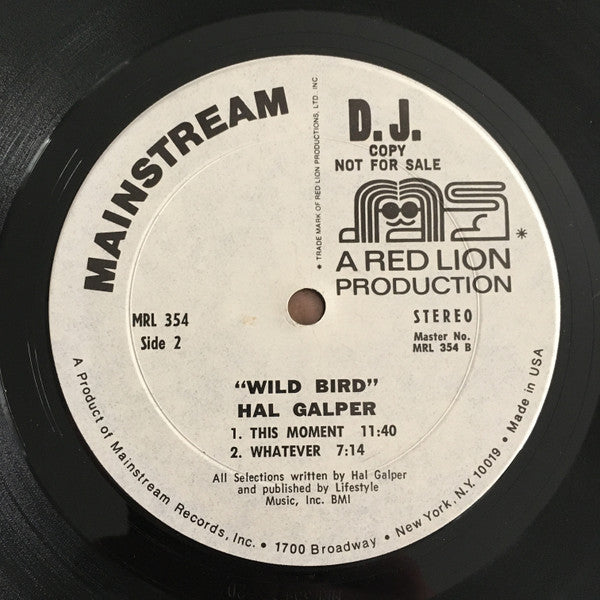 MAINSTREAM
* TRADE MARK OF RED LION PRODUCTIONS, LTD. INC.
D.J.
COPY
NOT FOR SALE
*
A RED LION
PRODUCTION
MRL 354
Side 2
STEREO
Master No.
MRL 354 B
"WILD BIRD"
HAL GALPER
1. THIS MOMENT 11:40
2. WHATEVER 7:14
All Selections written by Hal Galper
and published by Lifestyle
Music, Inc. BMI
A Product of Mainstream Records, Inc. • 1700 Broadway • New York, N.Y. 10019 • Made in USA